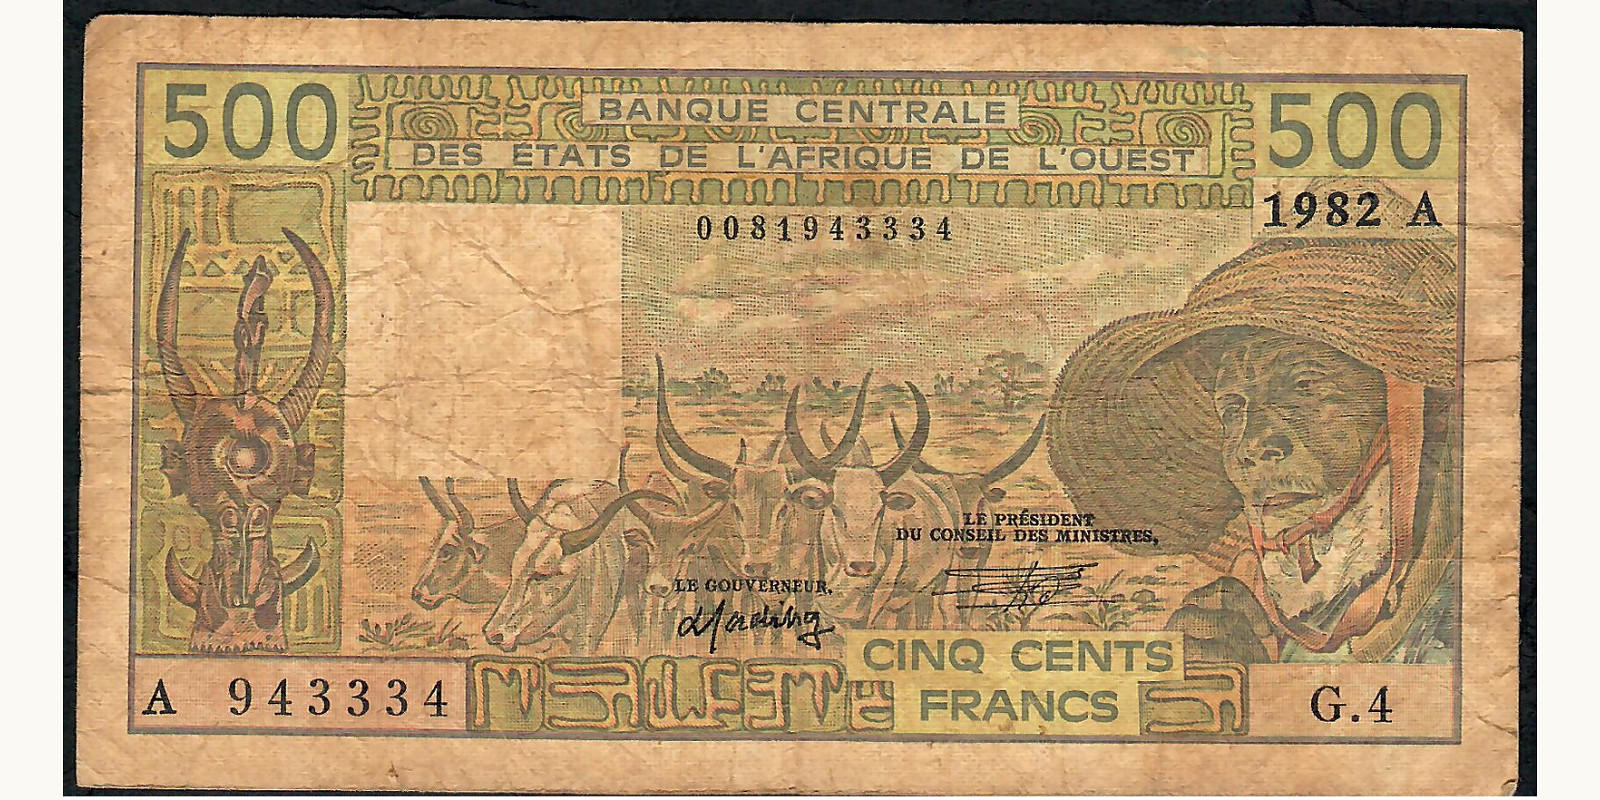 500
BANQUE CENTRALE
DES ETATS DE L'AFRIQUE DE L'OUEST
500
1982 A
0081943334
LE PRÉSIDENT
DU CONSEIL DES MINISTRES,
LE GOUVERNEUR,
CINQ CENTS
FRANCS
A 943334
G.4